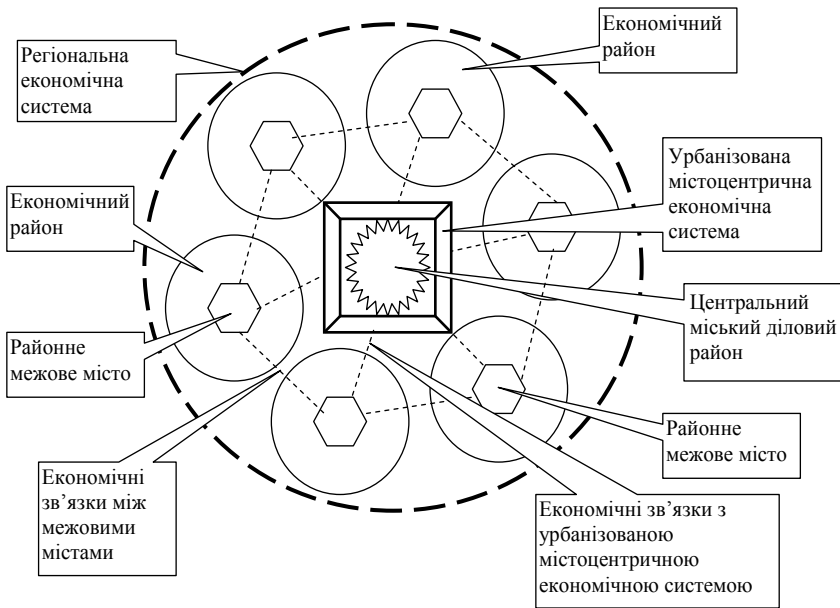 Регіональна
економічна
система
Економічний
район
Урбанізована
містоцентрична
економічна
система
Економічний
район
Центральний
міський діловий
район
Районне
межове місто
Районне
межове місто
Економічні
зв’язки між
межовими
містами
Економічні зв’язки з
урбанізованою
містоцентричною
економічною системою